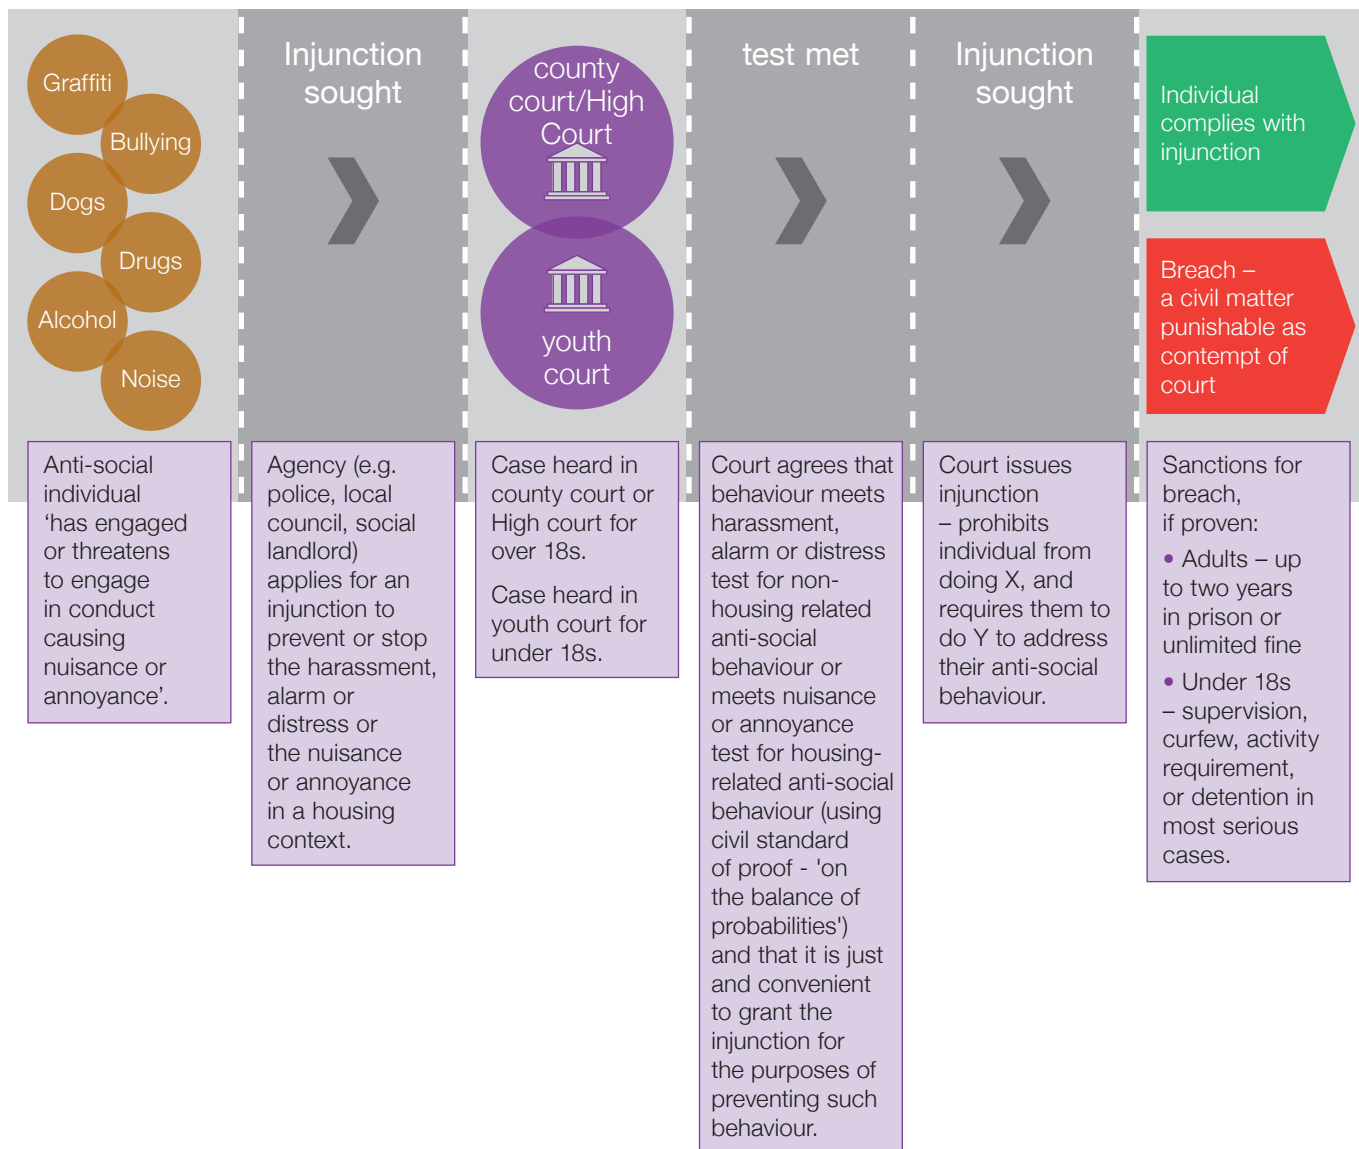 Graffiti
Bullying
Dogs
Drugs
Alcohol
Noise
Injunction
sought
county
court/High
Court
youth
court
test met
Injunction
sought
Individual
complies with
injunction
Breach –
a civil matter
punishable as
contempt of
court
Anti-social
individual
‘has engaged
or threatens
to engage
in conduct
causing
nuisance or
annoyance’.
Agency (e.g.
police, local
council, social
landlord)
applies for an
injunction to
prevent or stop
the harassment,
alarm or
distress or
the nuisance
or annoyance
in a housing
context.
Case heard in
county court or
High court for
over 18s.
Case heard in
youth court for
under 18s.
Court agrees that
behaviour meets
harassment,
alarm or distress
test for non-
housing related
anti-social
behaviour or
meets nuisance
or annoyance
test for housing-
related anti-social
behaviour (using
civil standard
of proof - 'on
the balance of
probabilities')
and that it is just
and convenient
to grant the
injunction for
the purposes of
preventing such
behaviour.
Court issues
injunction
– prohibits
individual from
doing X, and
requires them to
do Y to address
their anti-social
behaviour.
Sanctions for
breach,
if proven:
• Adults – up
to two years
in prison or
unlimited fine
• Under 18s
– supervision,
curfew, activity
requirement,
or detention in
most serious
cases.